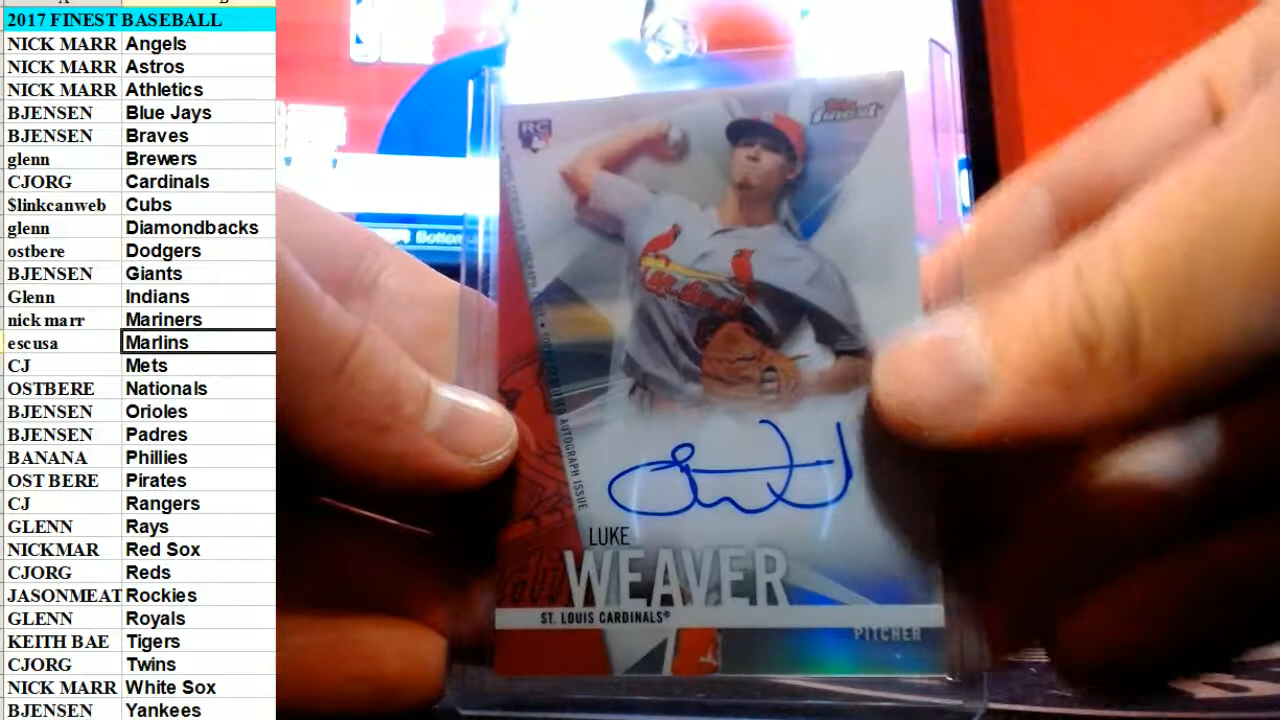 2017 FINEST BASEBALL
NICK MARR Angels
NICK MARR Astros
NICK MARR Athletics
BJENSEN Blue Jays
BJENSEN Braves
glenn Brewers
CJORG Cardinals
$linkcanweb Cubs
glenn Diamondbacks
ostbere Dodgers
BJENSEN Giants
Glenn Indians
nick marr Mariners
escusa Marlins
CJ Mets
OSTBERE Nationals
BJENSEN Orioles
BJENSEN Padres
BANANA Phillies
OST BERE Pirates
CJ Rangers
GLENN Rays
NICKMAR Red Sox
CJORG Reds
JASONMEAT Rockies
GLENN Royals
KEITH BAE Tigers
CJORG Twins
NICK MARR White Sox
BJENSEN Yankees
RC
Topps
finest
AUTOGRAPH ISSUE
LUKE
WEAVER
ST. LOUIS CARDINALS®
PITCHER